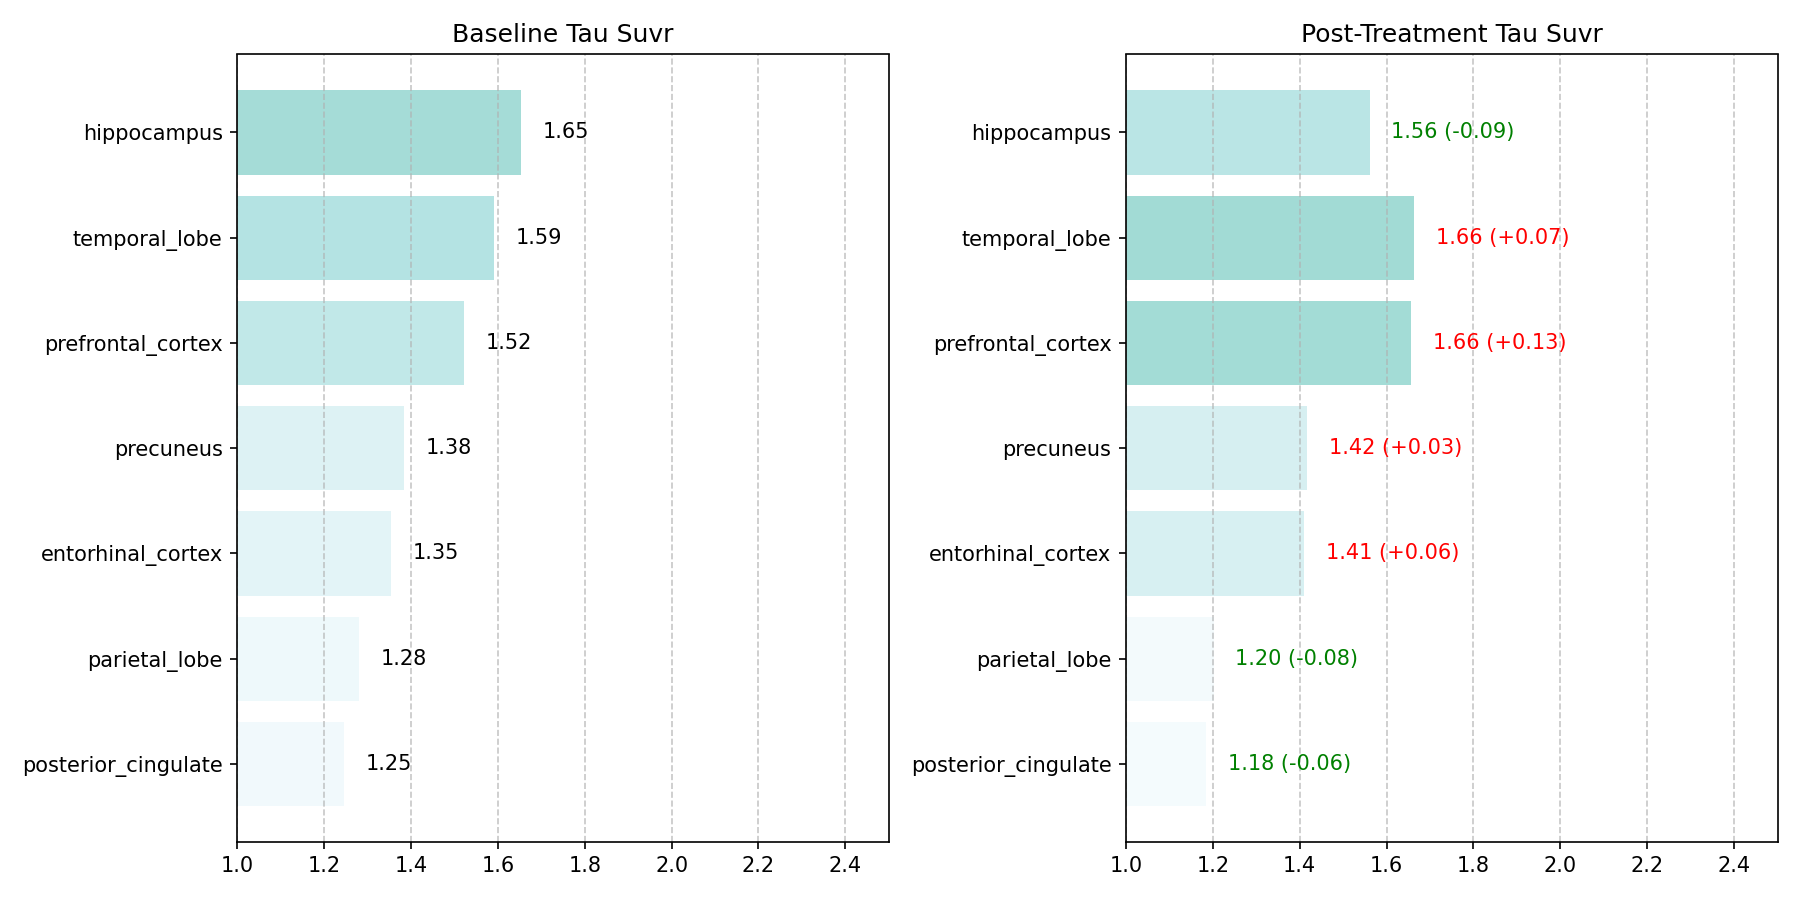 Baseline Tau Suvr
hippocampus 1.65
temporal_lobe 1.59
prefrontal_cortex 1.52
precuneus 1.38
entorhinal_cortex 1.35
parietal_lobe 1.28
posterior_cingulate 1.25
1.0 1.2 1.4 1.6 1.8 2.0 2.2 2.4
Post-Treatment Tau Suvr
hippocampus 1.56 (-0.09)
temporal_lobe 1.66 (+0.07)
prefrontal_cortex 1.66 (+0.13)
precuneus 1.42 (+0.03)
entorhinal_cortex 1.41 (+0.06)
parietal_lobe 1.20 (-0.08)
posterior_cingulate 1.18 (-0.06)
1.0 1.2 1.4 1.6 1.8 2.0 2.2 2.4